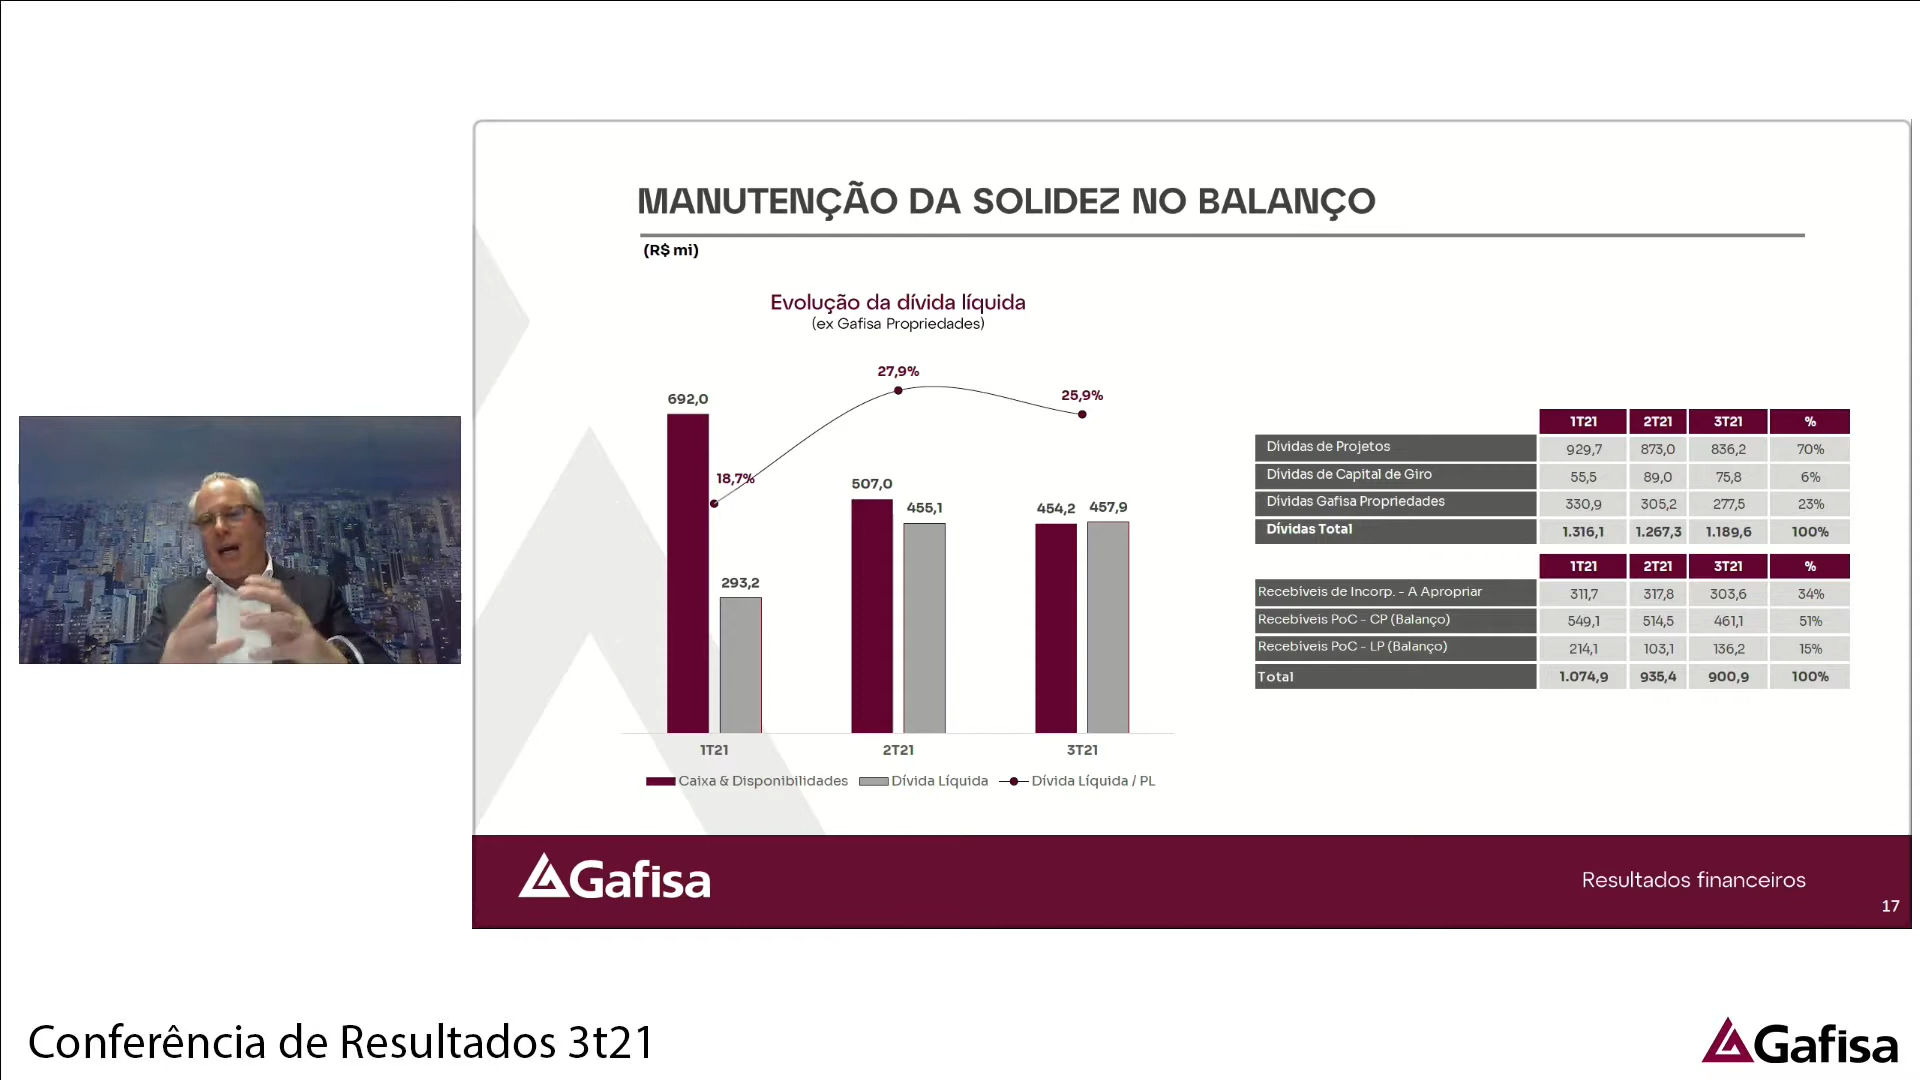 MANUTENÇÃO DA SOLIDEZ NO BALANÇO
(R$ mi)
Evolução da dívida líquida
(ex Gafisa Propriedades)
692,0
18,7%
293,2
27,9%
507,0
455,1
25,9%
454,2 457,9
1T21 2T21 3T21
Caixa & Disponibilidades Dívida Líquida Dívida Líquida / PL
1T21 2T21 3T21 %
Dívidas de Projetos 929,7 873,0 836,2 70%
Dívidas de Capital de Giro 55,5 89,0 75,8 6%
Dívidas Gafisa Propriedades 330,9 305,2 277,5 23%
Dívidas Total 1.316,1 1.267,3 1.189,6 100%
1T21 2T21 3T21 %
Recebíveis de Incorp. - A Apropriar 311,7 317,8 303,6 34%
Recebíveis PoC - CP (Balanço) 549,1 514,5 461,1 51%
Recebíveis PoC - LP (Balanço) 214,1 103,1 136,2 15%
Total 1.074,9 935,4 900,9 100%
Gafisa
Resultados financeiros
17
Conferência de Resultados 3t21
Gafisa